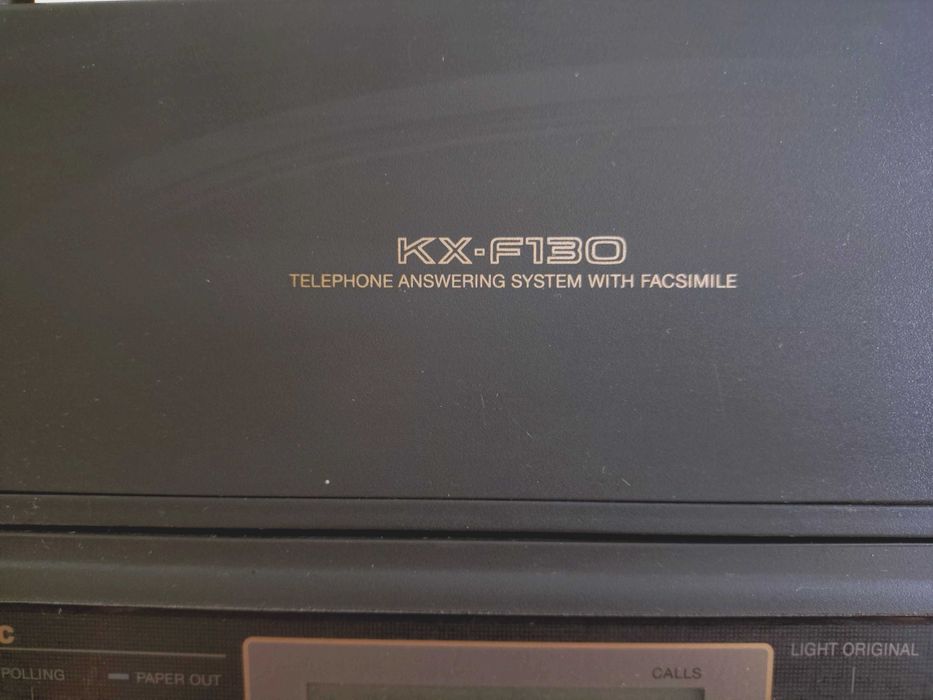 KX-F130
TELEPHONE ANSWERING SYSTEM WITH FACSIMILE
C
LIGHT ORIGINAL
POLLING
PAPER OUT
CALLS